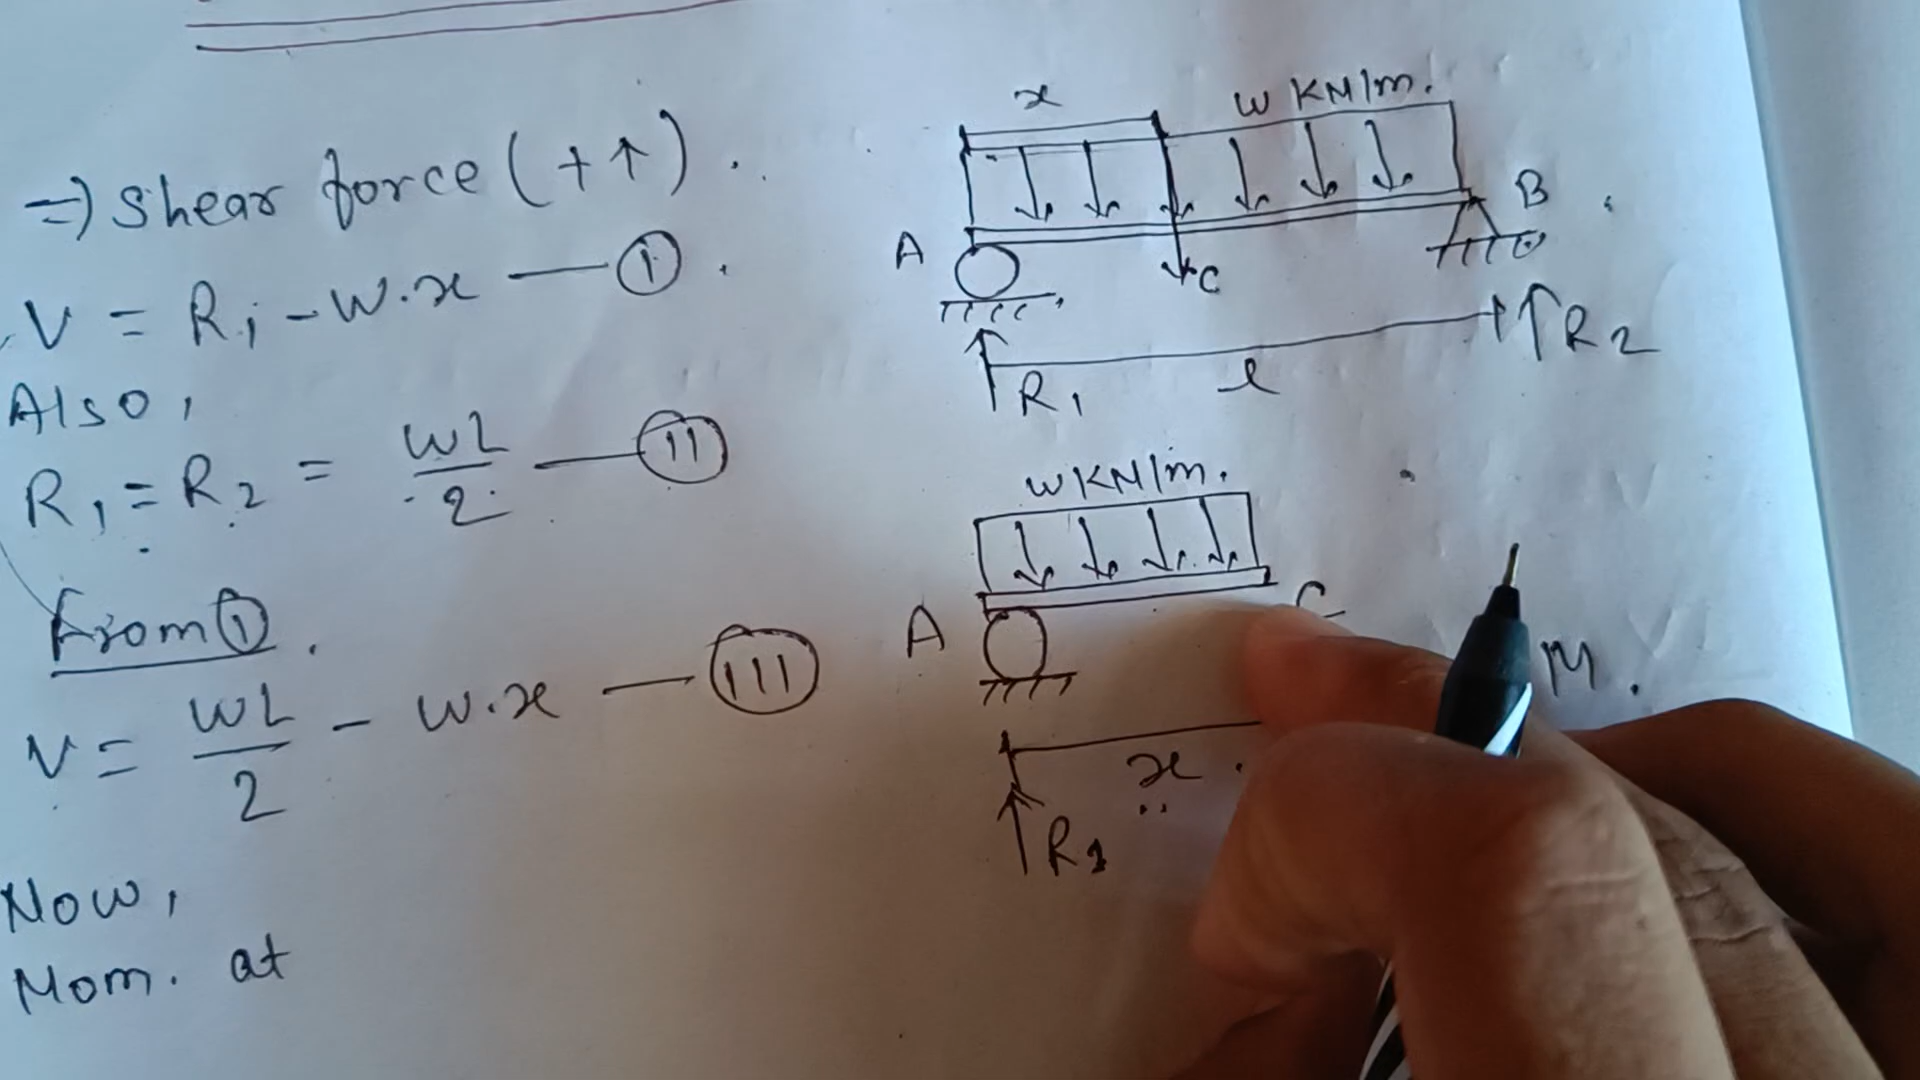 =) Shear force (+↑).
V = R1 - W.x — (I).
Also,
R1 = R2 = WL/2 — (II)
From (I).
V = WL/2 - W.x — (III)
Now,
Mom. at
x
W KN/m.
A
B
C
R1
l
R2
W KN/m.
A
C
M.
x.
R1